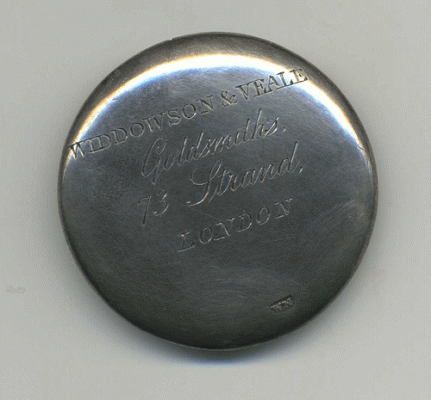 WIDDOWSON & VEALE
Goldsmiths.
73 Strand,
LONDON